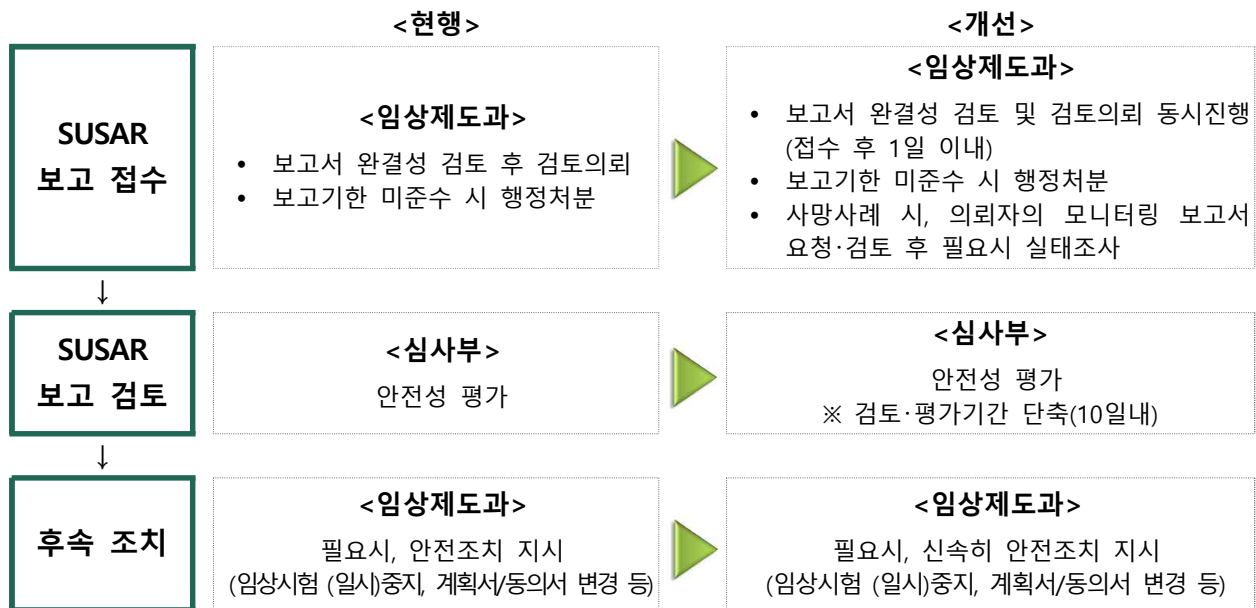 <현행>
<개선>
SUSAR
보고 접수
<임상제도과>
• 보고서 완결성 검토 후 검토의뢰
• 보고기한 미준수 시 행정처분
<임상제도과>
• 보고서 완결성 검토 및 검토의뢰 동시진행
(접수 후 1일 이내)
• 보고기한 미준수 시 행정처분
• 사망사례 시, 의뢰자의 모니터링 보고서
요청·검토 후 필요시 실태조사
↓
SUSAR
보고 검토
<심사부>
안전성 평가
<심사부>
안전성 평가
※ 검토·평가기간 단축(10일내)
↓
후속 조치
<임상제도과>
필요시, 안전조치 지시
(임상시험 (일시)중지, 계획서/동의서 변경 등)
<임상제도과>
필요시, 신속히 안전조치 지시
(임상시험 (일시)중지, 계획서/동의서 변경 등)